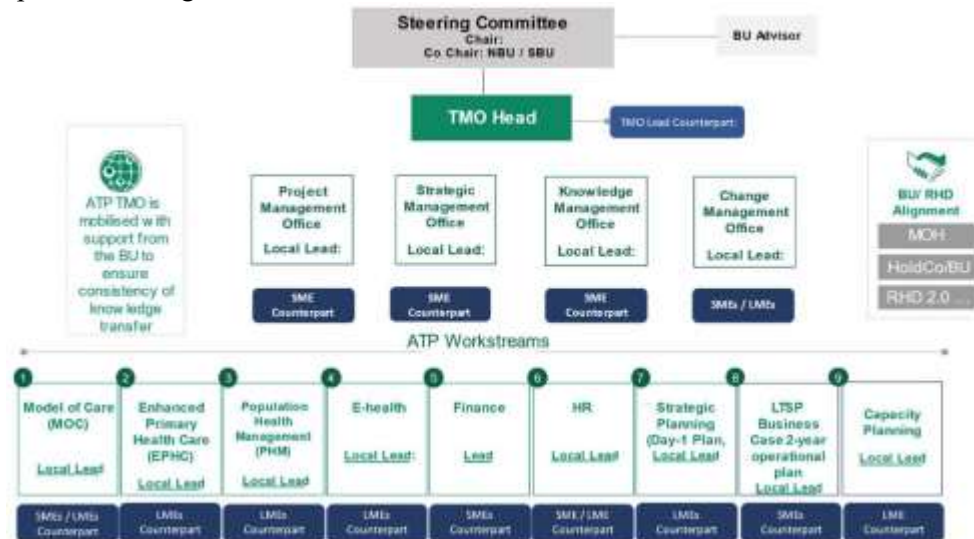 Steering Committee
Chair:
Co Chair: NBU / SBU
BU Advisor
TMO Head
TMO Lead Counterpart:
ATP TMO is
mobilised with
support from
the BU to
ensure
consistency of
know ledge
transfer
Project
Management
Office
Local Lead:
SME
Counterpart
Strategic
Management
Office
Local Lead:
SME
Counterpart
Knowledge
Management
Office
Local Lead:
SME
Counterpart
Change
Management
Office
Local Lead:
SMEs / LMEs
BU/ RHD
Alignment
MOH
HoldCo/BU
RHD 2.0 ....
ATP Workstreams
1
Model of Care
(MOC)
Local Lead
SMEs / LMEs
Counterpart
2
Enhanced
Primary
Health Care
(EPHC)
Local Lead
LMEs
Counterpart
3
Population
Health
Management
(PHM)
Local Lead
LMEs
Counterpart
4
E-health
Local Lead:
LMEs
Counterpart
5
Finance
Lead
SMEs
Counterpart
6
HR
Local Lead
SME / LME
Counterpart
7
Strategic
Planning
(Day-1 Plan,
Local Lead
LMEs
Counterpart
8
LTSP
Business
Case 2-year
operational
plan
Local Lead
SMEs
Counterpart
9
Capacity
Planning
Local Lead
LME
Counterpart